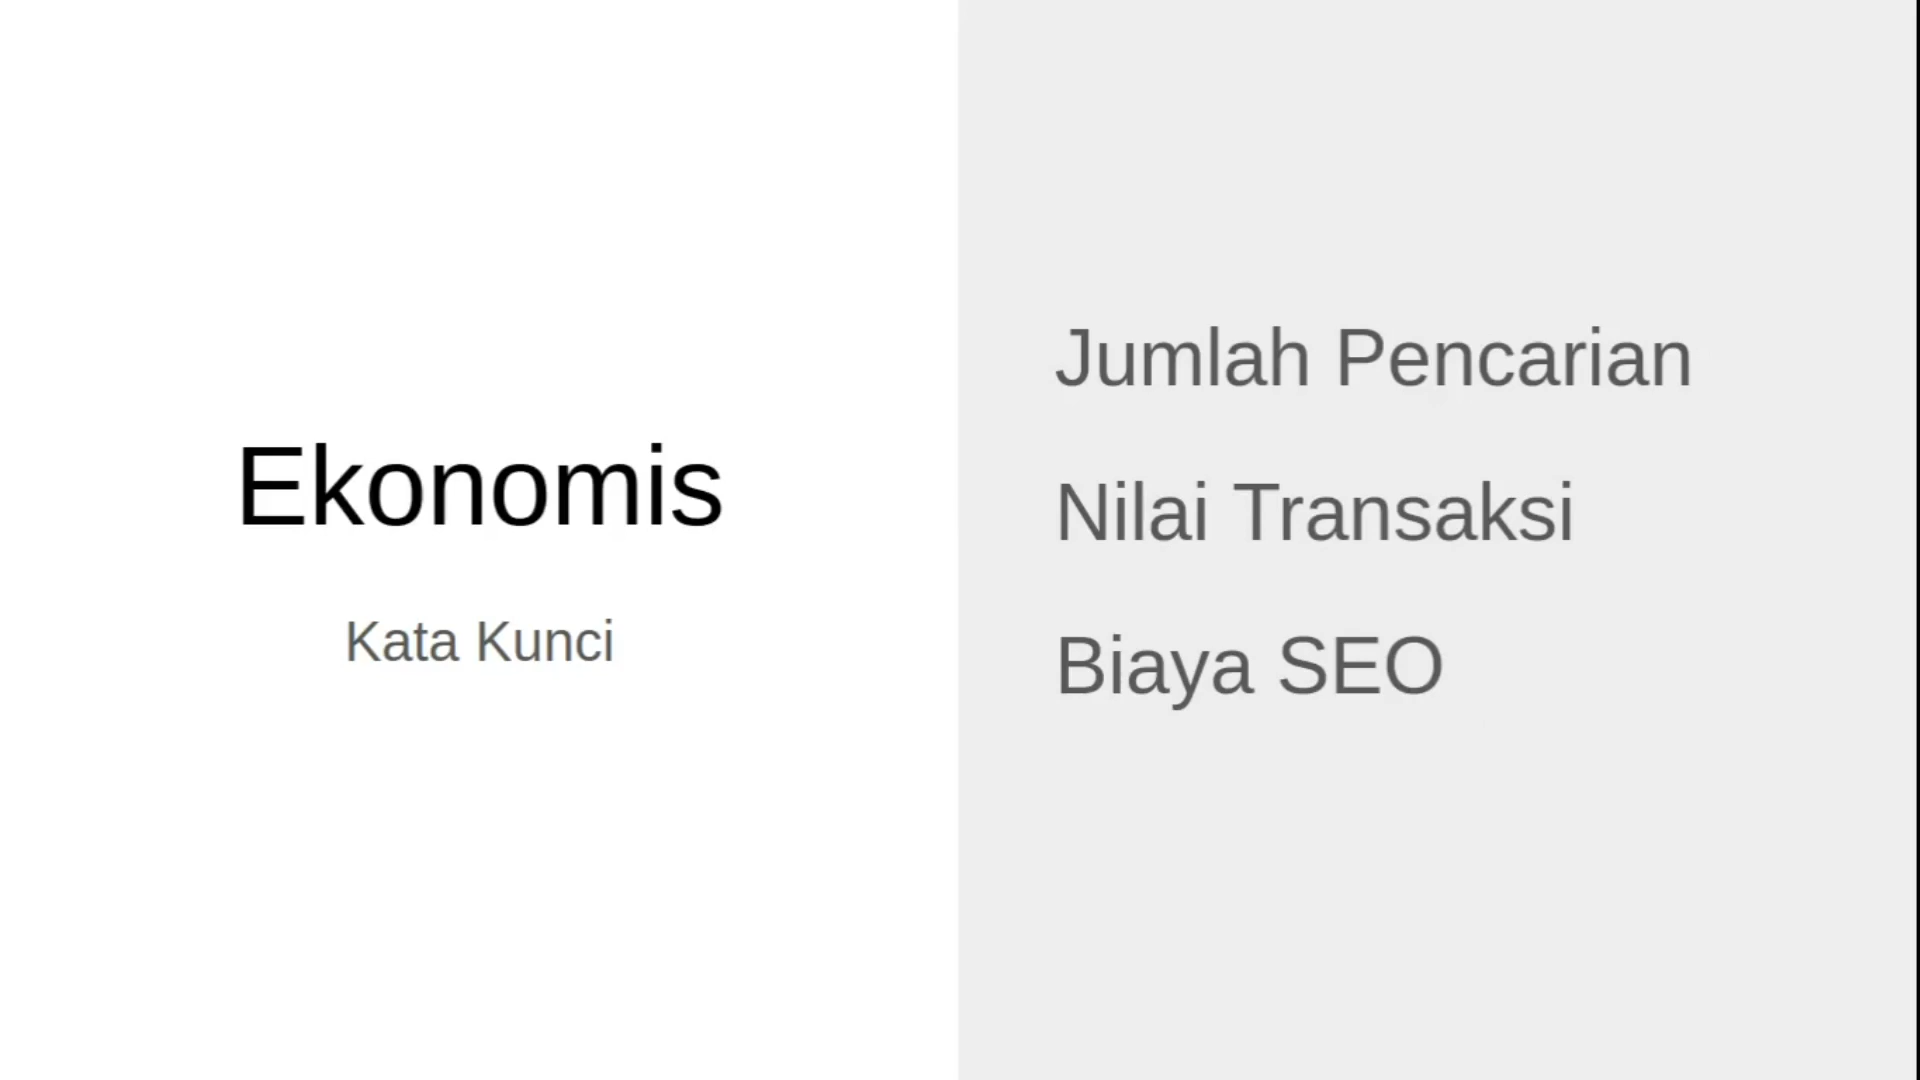 Ekonomis
Kata Kunci
Jumlah Pencarian
Nilai Transaksi
Biaya SEO